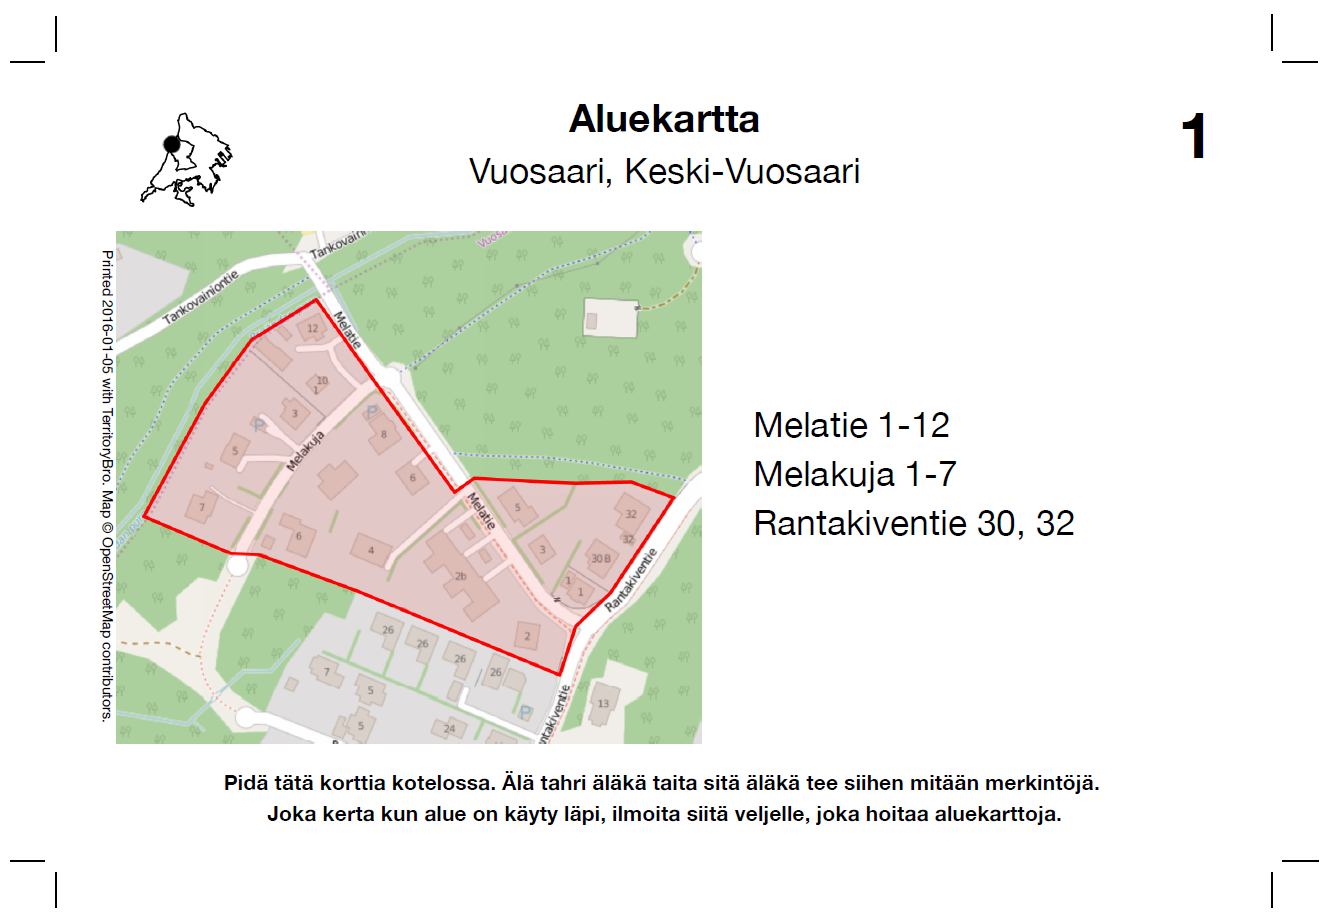 Aluekartta
Vuosaari, Keski-Vuosaari
1
Printed 2016-01-05 with TerritoryBro. Map © OpenStreetMap contributors.
Tankovainiontie
Melatie
12
10
1
3
P
P
5
8
Melakuja
6
7
6
4
Melatie
5
32
32
3
30B
2b
1
1
Rantakiventie
2
26
26
26
26
7
5
5
24
P
13
Melatie 1-12
Melakuja 1-7
Rantakiventie 30, 32
Pidä tätä korttia kotelossa. Älä tahri äläkä taita sitä äläkä tee siihen mitään merkintöjä.
Joka kerta kun alue on käyty läpi, ilmoita siitä veljelle, joka hoitaa aluekarttoja.